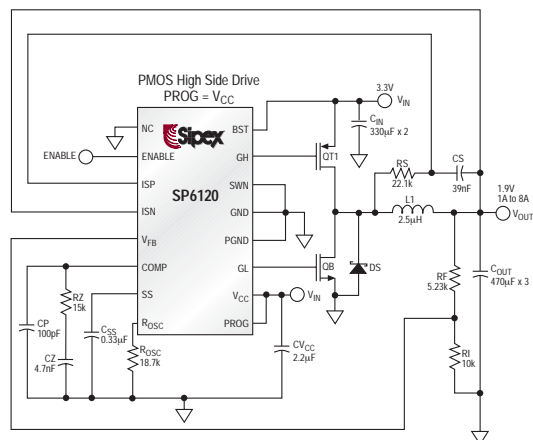 PMOS High Side Drive
PROG = VCC
Sipex
SP6120
NC
ENABLE
ENABLE
ISP
ISN
VFB
COMP
SS
ROSC
BST
GH
SWN
GND
PGND
GL
VCC
PROG
3.3V
VIN
CIN
330µF x 2
QT1
RS
22.1k
CS
39nF
L1
2.5µH
1.9V
1A to 8A
VOUT
QB
DS
RF
5.23k
COUT
470µF x 3
RI
10k
VIN
CVCC
2.2µF
RZ
15k
CP
100pF
CZ
4.7nF
CSS
0.33µF
ROSC
18.7k